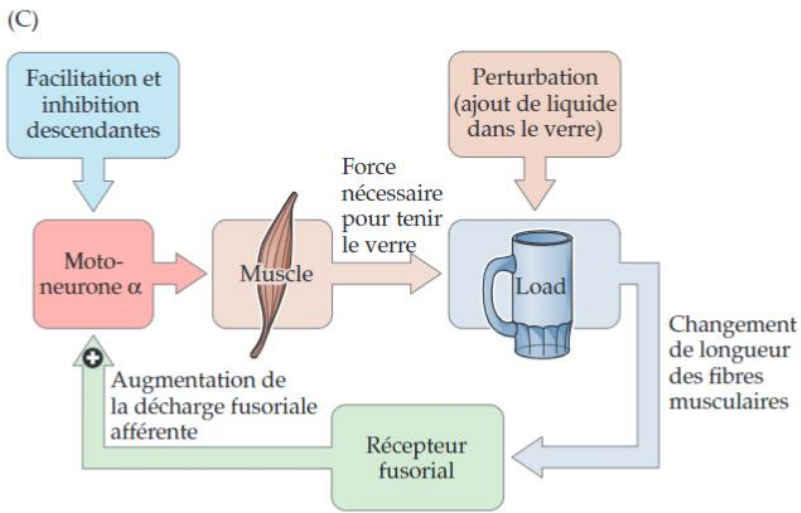 (C)
Facilitation et
inhibition
descendantes
Perturbation
(ajout de liquide
dans le verre)
Force
nécessaire
pour tenir
le verre
Moto-
neurone α
Muscle
Load
Changement
de longueur
des fibres
musculaires
+
Augmentation de
la décharge fusoriale
afférente
Récepteur
fusorial